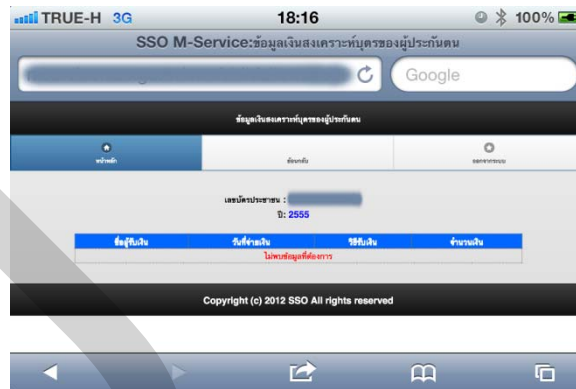 TRUE-H 3G 18:16 100%
SSO M-Service:ข้อมูลเงินสงเคราะห์บุตรของผู้ประกันตน
Google
ข้อมูลเงินสงเคราะห์บุตรของผู้ประกันตน
หน้าหลัก ย้อนกลับ ออกจากระบบ
เลขบัตรประชาชน :
ปี: 2555
ชื่อผู้รับเงิน วันที่จ่ายเงิน วิธีรับเงิน จำนวนเงิน
ไม่พบข้อมูลที่ต้องการ
Copyright (c) 2012 SSO All rights reserved